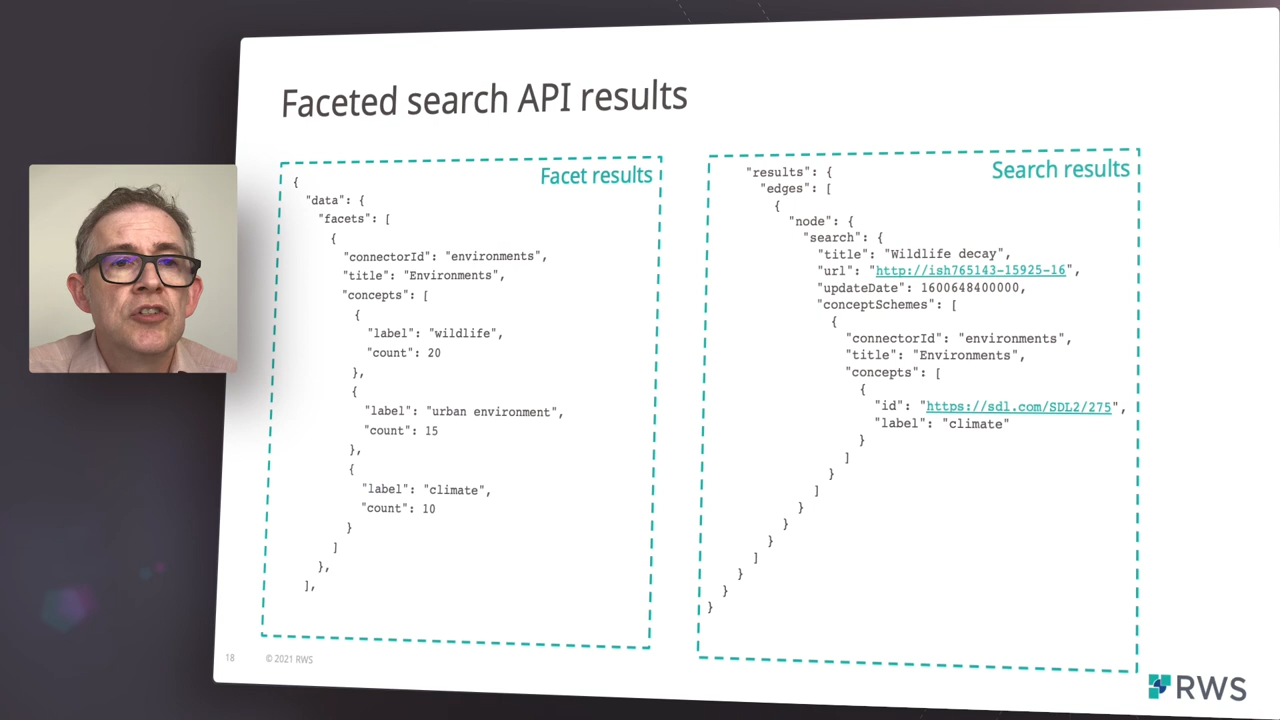 Faceted search API results
Facet results
{
"data": {
"facets": [
{
"connectorId": "environments",
"title": "Environments",
"concepts": [
{
"label": "wildlife",
"count": 20
},
{
"label": "urban environment",
"count": 15
},
{
"label": "climate",
"count": 10
}
]
},
],
Search results
"results": {
"edges": [
{
"node": {
"search": {
"title": "Wildlife decay",
"url": "http://ish765143-15925-16",
"updateDate": 1600648400000,
"conceptSchemes": [
{
"connectorId": "environments",
"title": "Environments",
"concepts": [
{
"id": "https://sdl.com/SDL2/275",
"label": "climate"
}
]
}
]
}
}
}
]
}
}
}
18
© 2021 RWS
RWS